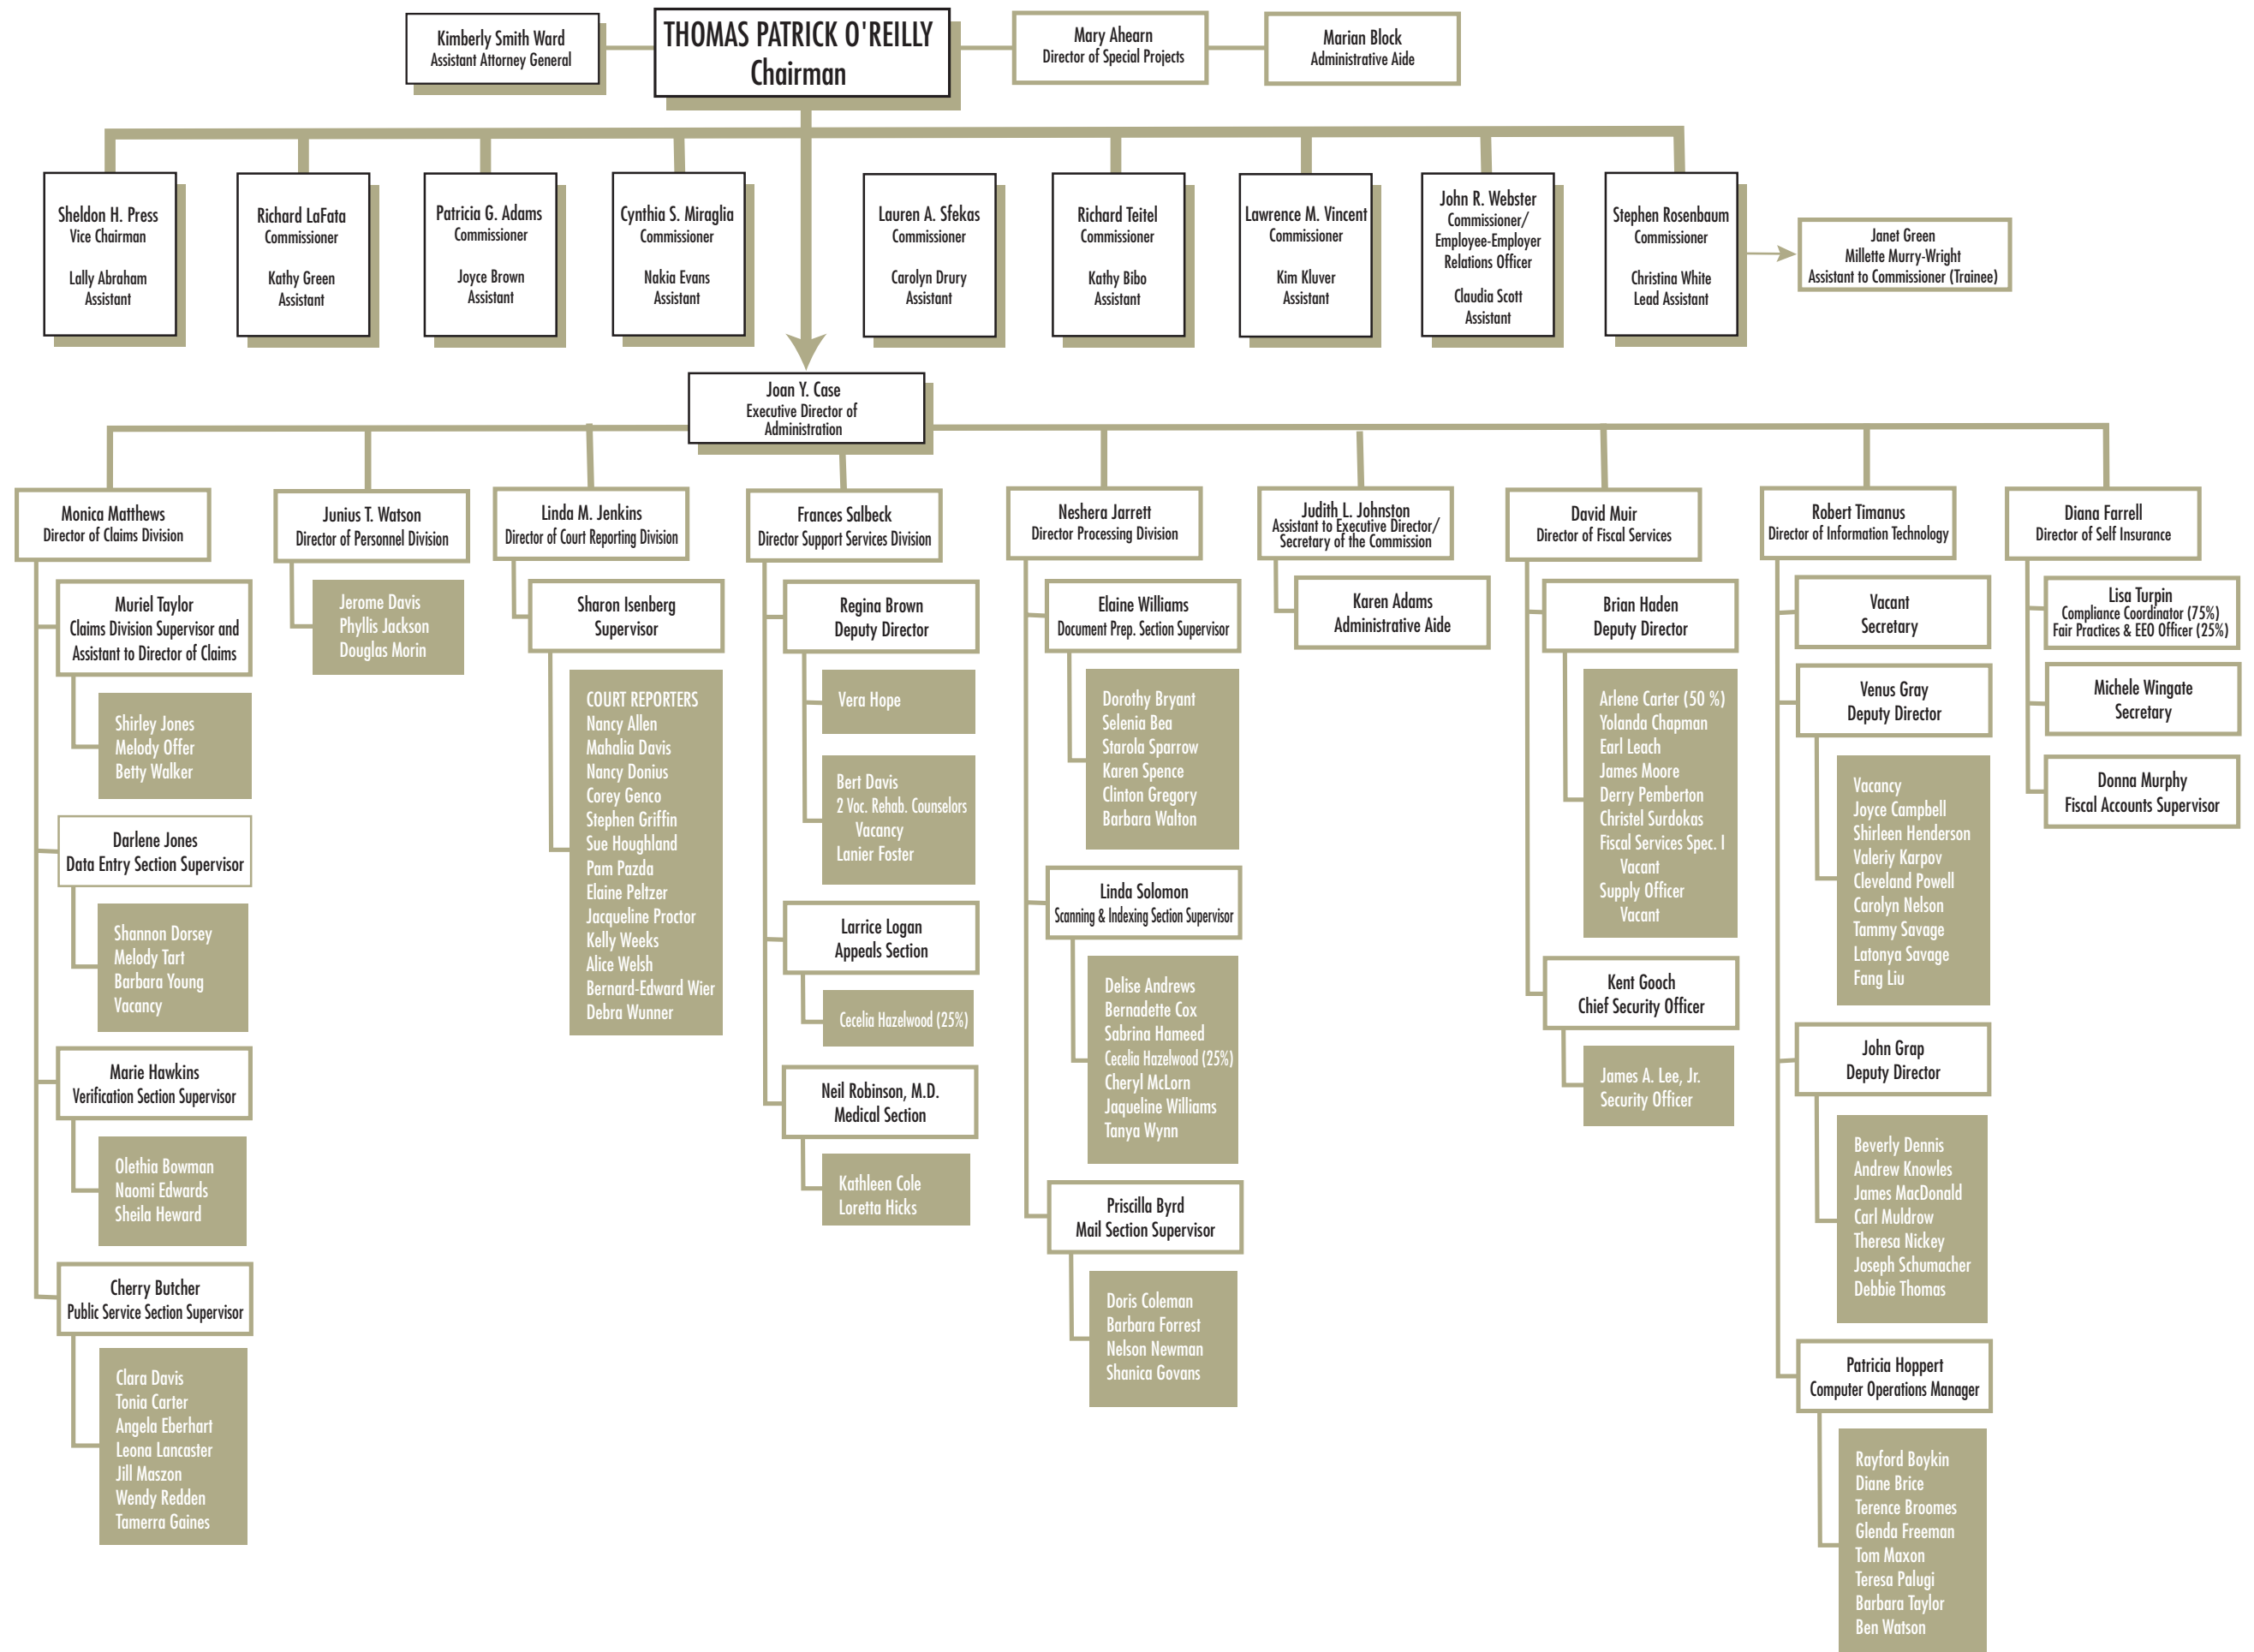 Kimberly Smith Ward
Assistant Attorney General
THOMAS PATRICK O'REILLY
Chairman
Mary Ahearn
Director of Special Projects
Marian Block
Administrative Aide
Sheldon H. Press
Vice Chairman
Lally Abraham
Assistant
Richard LaFata
Commissioner
Kathy Green
Assistant
Patricia G. Adams
Commissioner
Joyce Brown
Assistant
Cynthia S. Miraglia
Commissioner
Nakia Evans
Assistant
Lauren A. Sfekas
Commissioner
Carolyn Drury
Assistant
Richard Teitel
Commissioner
Kathy Bibo
Assistant
Lawrence M. Vincent
Commissioner
Kim Kluver
Assistant
John R. Webster
Commissioner/
Employee-Employer
Relations Officer
Claudia Scott
Assistant
Stephen Rosenbaum
Commissioner
Christina White
Lead Assistant
Janet Green
Millette Murry-Wright
Assistant to Commissioner (Trainee)
Joan Y. Case
Executive Director of
Administration
Monica Matthews
Director of Claims Division
Muriel Taylor
Claims Division Supervisor and
Assistant to Director of Claims
Shirley Jones
Melody Offer
Betty Walker
Darlene Jones
Data Entry Section Supervisor
Shannon Dorsey
Melody Tart
Barbara Young
Vacancy
Marie Hawkins
Verification Section Supervisor
Olethia Bowman
Naomi Edwards
Sheila Heward
Cherry Butcher
Public Service Section Supervisor
Clara Davis
Tonia Carter
Angela Eberhart
Leona Lancaster
Jill Maszon
Wendy Redden
Tamerra Gaines
Junius T. Watson
Director of Personnel Division
Jerome Davis
Phyllis Jackson
Douglas Morin
Linda M. Jenkins
Director of Court Reporting Division
Sharon Isenberg
Supervisor
COURT REPORTERS
Nancy Allen
Mahalia Davis
Nancy Donius
Corey Genco
Stephen Griffin
Sue Houghland
Pam Pazda
Elaine Peltzer
Jacqueline Proctor
Kelly Weeks
Alice Welsh
Bernard-Edward Wier
Debra Wunner
Frances Salbeck
Director Support Services Division
Regina Brown
Deputy Director
Vera Hope
Bert Davis
2 Voc. Rehab. Counselors
Vacancy
Lanier Foster
Larrice Logan
Appeals Section
Cecelia Hazelwood (25%)
Neil Robinson, M.D.
Medical Section
Kathleen Cole
Loretta Hicks
Neshera Jarrett
Director Processing Division
Elaine Williams
Document Prep. Section Supervisor
Dorothy Bryant
Selenia Bea
Starola Sparrow
Karen Spence
Clinton Gregory
Barbara Walton
Linda Solomon
Scanning & Indexing Section Supervisor
Delise Andrews
Bernadette Cox
Sabrina Hameed
Cecelia Hazelwood (25%)
Cheryl McLorn
Jaqueline Williams
Tanya Wynn
Priscilla Byrd
Mail Section Supervisor
Doris Coleman
Barbara Forrest
Nelson Newman
Shanica Govans
Judith L. Johnston
Assistant to Executive Director/
Secretary of the Commission
Karen Adams
Administrative Aide
David Muir
Director of Fiscal Services
Brian Haden
Deputy Director
Arlene Carter (50 %)
Yolanda Chapman
Earl Leach
James Moore
Derry Pemberton
Christel Surdokas
Fiscal Services Spec. I
Vacant
Supply Officer
Vacant
Kent Gooch
Chief Security Officer
James A. Lee, Jr.
Security Officer
Robert Timanus
Director of Information Technology
Vacant
Secretary
Venus Gray
Deputy Director
Vacancy
Joyce Campbell
Shirleen Henderson
Valeriy Karpov
Cleveland Powell
Carolyn Nelson
Tammy Savage
Latonya Savage
Fang Liu
John Grap
Deputy Director
Beverly Dennis
Andrew Knowles
James MacDonald
Carl Muldrow
Theresa Nickey
Joseph Schumacher
Debbie Thomas
Patricia Hoppert
Computer Operations Manager
Rayford Boykin
Diane Brice
Terence Broomes
Glenda Freeman
Tom Maxon
Teresa Palugi
Barbara Taylor
Ben Watson
Diana Farrell
Director of Self Insurance
Lisa Turpin
Compliance Coordinator (75%)
Fair Practices & EEO Officer (25%)
Michele Wingate
Secretary
Donna Murphy
Fiscal Accounts Supervisor